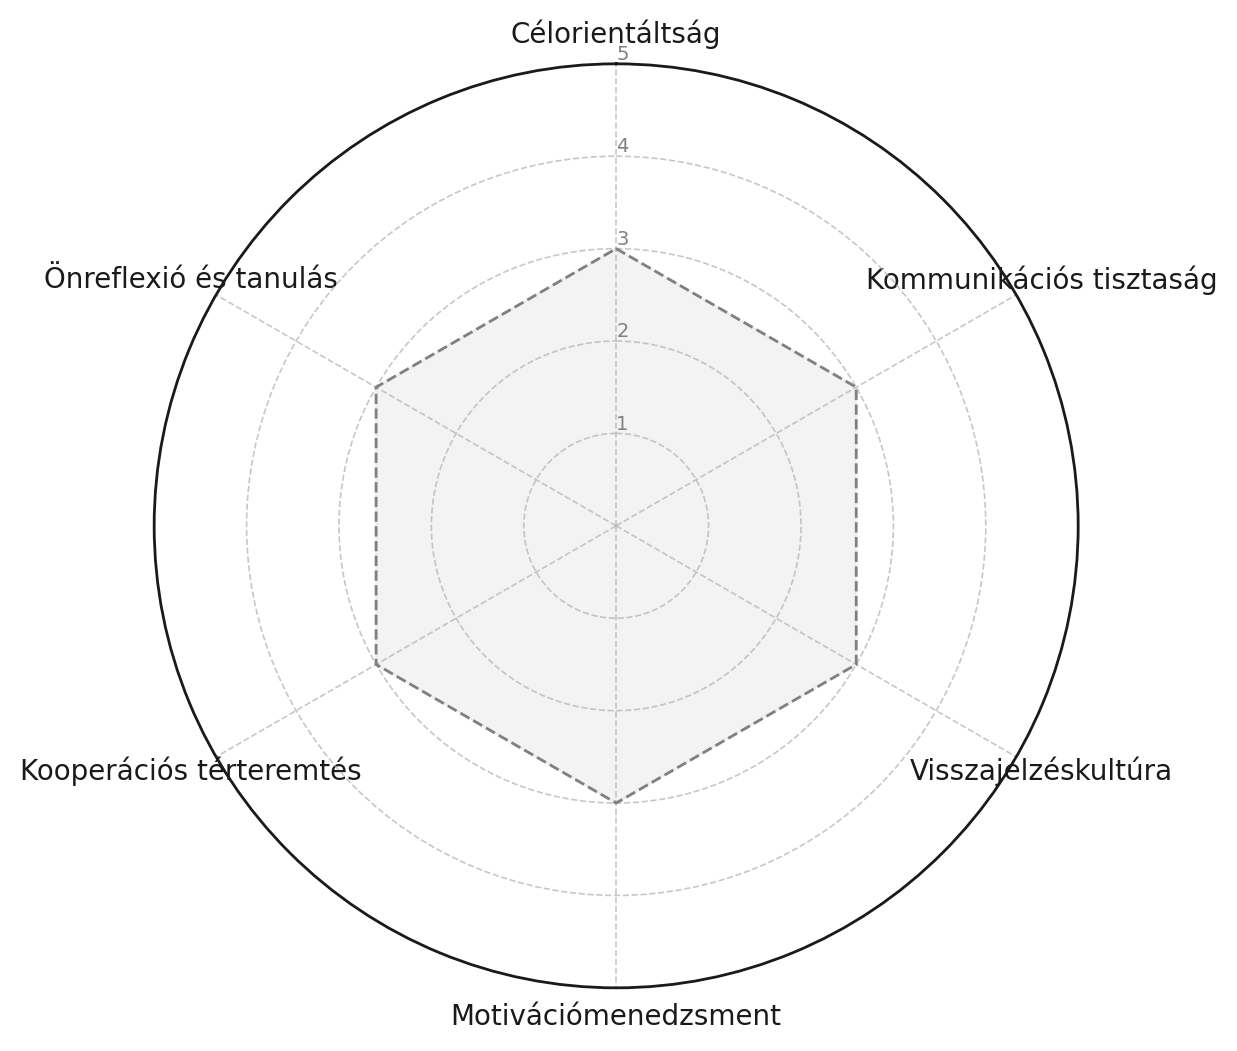 Célorientáltság
5
4
3
2
1
Önreflexió és tanulás
Kommunikációs tisztaság
Kooperációs térteremtés
Visszajelzéskultúra
Motivációmenedzsment